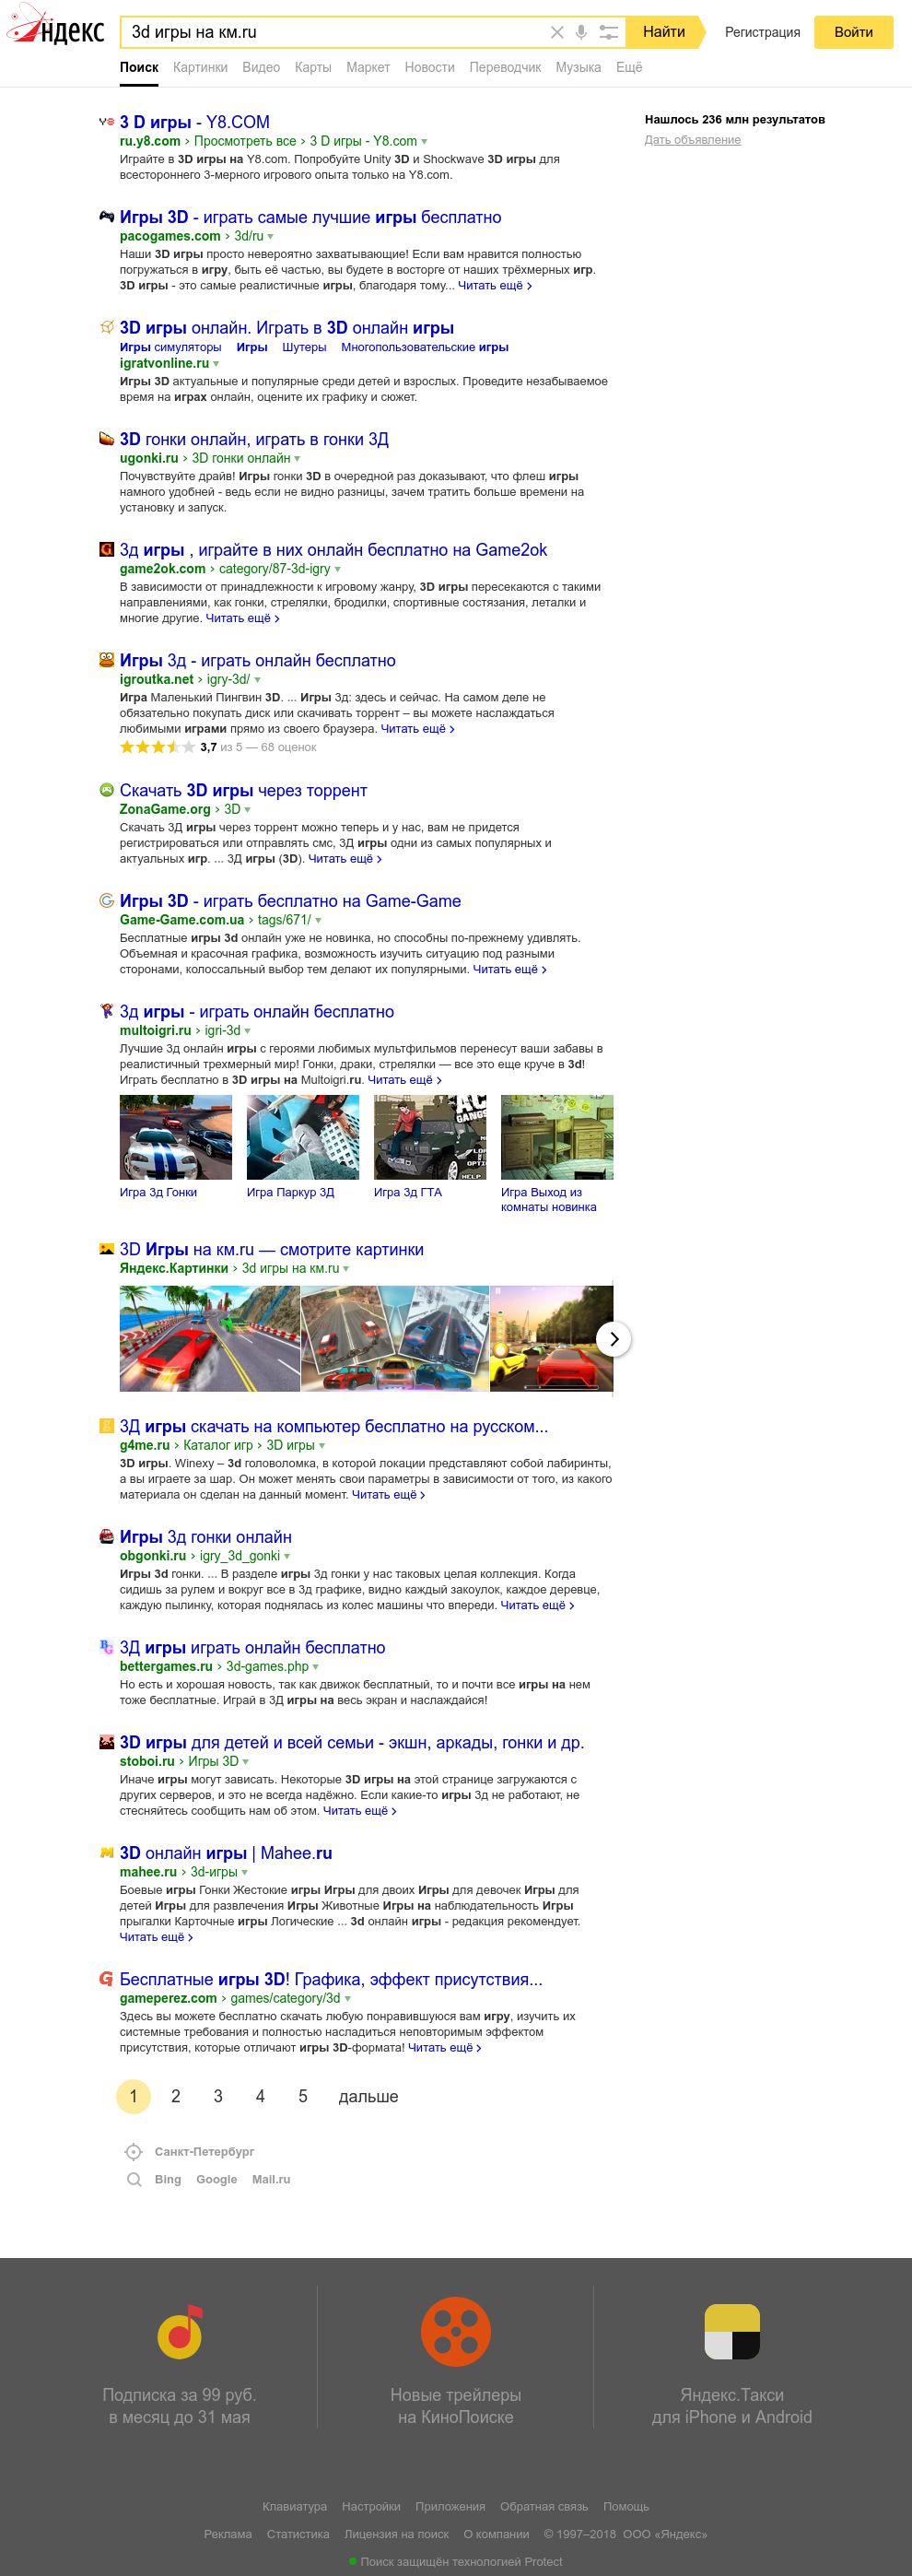 ндекс
3d игры на км.ru
Найти
Регистрация
Войти
Поиск Картинки Видео Карты Маркет Новости Переводчик Музыка Ещё
Нашлось 236 млн результатов
Дать объявление
3 D игры - Y8.COM
ru.y8.com › Просмотреть все › 3 D игры - Y8.com
Играйте в 3D игры на Y8.com. Попробуйте Unity 3D и Shockwave 3D игры для
всестороннего 3-мерного игрового опыта только на Y8.com.
Игры 3D - играть самые лучшие игры бесплатно
pacogames.com › 3d/ru
Наши 3D игры просто невероятно захватывающие! Если вам нравится полностью
погружаться в игру, быть её частью, вы будете в восторге от наших трёхмерных игр.
3D игры - это самые реалистичные игры, благодаря тому... Читать ещё ›
3D игры онлайн. Играть в 3D онлайн игры
Игры симуляторы Игры Шутеры Многопользовательские игры
igratvonline.ru
Игры 3D актуальные и популярные среди детей и взрослых. Проведите незабываемое
время на играх онлайн, оцените их графику и сюжет.
3D гонки онлайн, играть в гонки 3Д
ugonki.ru › 3D гонки онлайн
Почувствуйте драйв! Игры гонки 3D в очередной раз доказывают, что флеш игры
намного удобней - ведь если не видно разницы, зачем тратить больше времени на
установку и запуск.
3д игры , играйте в них онлайн бесплатно на Game2ok
game2ok.com › category/87-3d-igry
В зависимости от принадлежности к игровому жанру, 3D игры пересекаются с такими
направлениями, как гонки, стрелялки, бродилки, спортивные состязания, леталки и
многие другие. Читать ещё ›
Игры 3д - играть онлайн бесплатно
igroutka.net › igry-3d/
Игра Маленький Пингвин 3D. ... Игры 3д: здесь и сейчас. На самом деле не
обязательно покупать диск или скачивать торрент – вы можете наслаждаться
любимыми играми прямо из своего браузера. Читать ещё ›
3,7 из 5 — 68 оценок
Скачать 3D игры через торрент
ZonaGame.org › 3D
Скачать 3Д игры через торрент можно теперь и у нас, вам не придется
регистрироваться или отправлять смс, 3Д игры одни из самых популярных и
актуальных игр. ... 3Д игры (3D). Читать ещё ›
Игры 3D - играть бесплатно на Game-Game
Game-Game.com.ua › tags/671/
Бесплатные игры 3d онлайн уже не новинка, но способны по-прежнему удивлять.
Объемная и красочная графика, возможность изучить ситуацию под разными
сторонами, колоссальный выбор тем делают их популярными. Читать ещё ›
3д игры - играть онлайн бесплатно
multoigri.ru › igri-3d
Лучшие 3д онлайн игры с героями любимых мультфильмов перенесут ваши забавы в
реалистичный трехмерный мир! Гонки, драки, стрелялки — все это еще круче в 3d!
Играть бесплатно в 3D игры на Multoigri.ru. Читать ещё ›
HELP
Игра 3д Гонки
Игра Паркур 3Д
Игра 3д ГТА
Игра Выход из
комнаты новинка
3D Игры на км.ru — смотрите картинки
Яндекс.Картинки › 3d игры на км.ru
3Д игры скачать на компьютер бесплатно на русском...
g4me.ru › Каталог игр › 3D игры
3D игры. Winexy – 3d головоломка, в которой локации представляют собой лабиринты,
а вы играете за шар. Он может менять свои параметры в зависимости от того, из какого
материала он сделан на данный момент. Читать ещё ›
Игры 3д гонки онлайн
obgonki.ru › igry_3d_gonki
Игры 3d гонки. ... В разделе игры 3д гонки у нас таковых целая коллекция. Когда
сидишь за рулем и вокруг все в 3д графике, видно каждый закоулок, каждое деревце,
каждую пылинку, которая поднялась из колес машины что впереди. Читать ещё ›
3Д игры играть онлайн бесплатно
bettergames.ru › 3d-games.php
Но есть и хорошая новость, так как движок бесплатный, то и почти все игры на нем
тоже бесплатные. Играй в 3Д игры на весь экран и наслаждайся!
3D игры для детей и всей семьи - экшн, аркады, гонки и др.
stoboi.ru › Игры 3D
Иначе игры могут зависать. Некоторые 3D игры на этой странице загружаются с
других серверов, и это не всегда надёжно. Если какие-то игры 3д не работают, не
стесняйтесь сообщить нам об этом. Читать ещё ›
3D онлайн игры | Mahee.ru
mahee.ru › 3d-игры
Боевые игры Гонки Жестокие игры Игры для двоих Игры для девочек Игры для
детей Игры для развлечения Игры Животные Игры на наблюдательность Игры
прыгалки Карточные игры Логические ... 3d онлайн игры - редакция рекомендует.
Читать ещё ›
Бесплатные игры 3D! Графика, эффект присутствия...
gameperez.com › games/category/3d
Здесь вы можете бесплатно скачать любую понравившуюся вам игру, изучить их
системные требования и полностью насладиться неповторимым эффектом
присутствия, которые отличают игры 3D-формата! Читать ещё ›
1 2 3 4 5 дальше
Санкт-Петербург
Bing Google Mail.ru
Подписка за 99 руб.
в месяц до 31 мая
Новые трейлеры
на КиноПоиске
Яндекс.Такси
для iPhone и Android
Клавиатура Настройки Приложения Обратная связь Помощь
Реклама Статистика Лицензия на поиск О компании © 1997–2018 ООО «Яндекс»
Поиск защищён технологией Protect